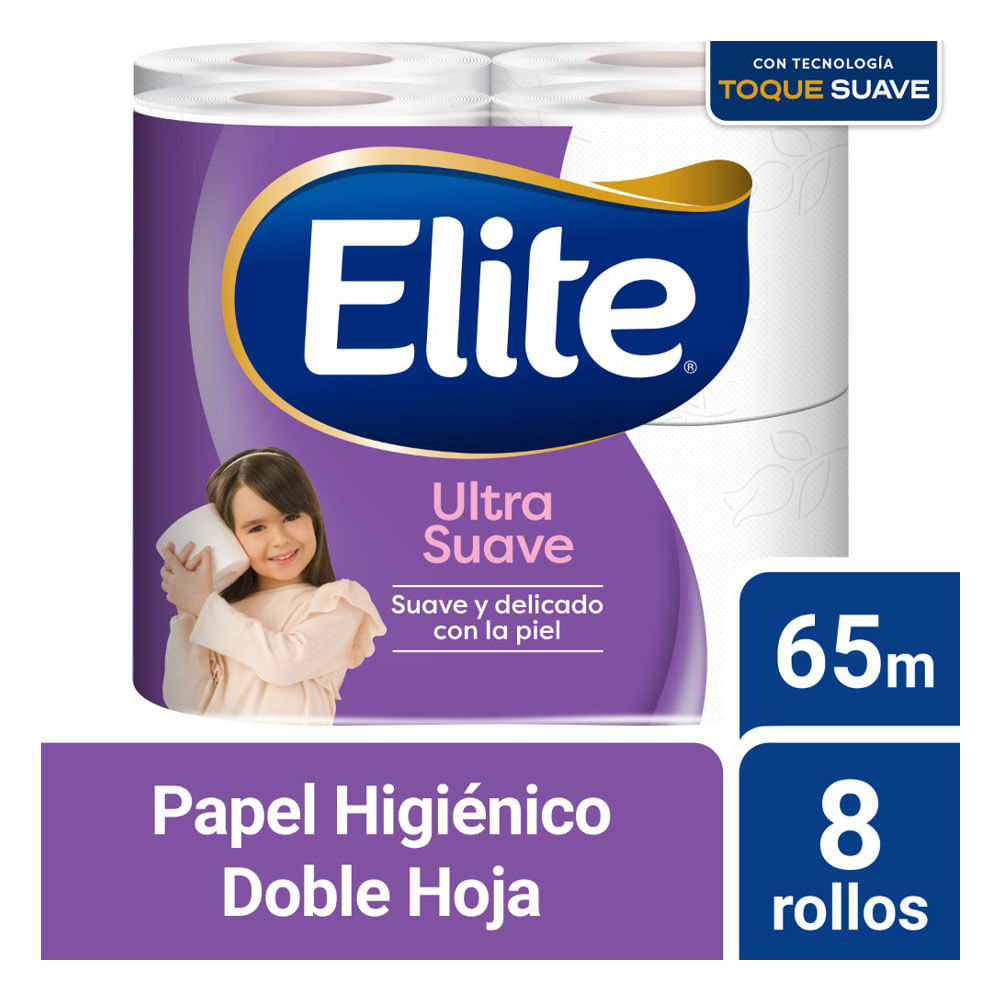 CON TECNOLOGÍA
TOQUE SUAVE
Elite®
Ultra
Suave
Suave y delicado
con la piel
65m
Papel Higiénico
Doble Hoja
8
rollos